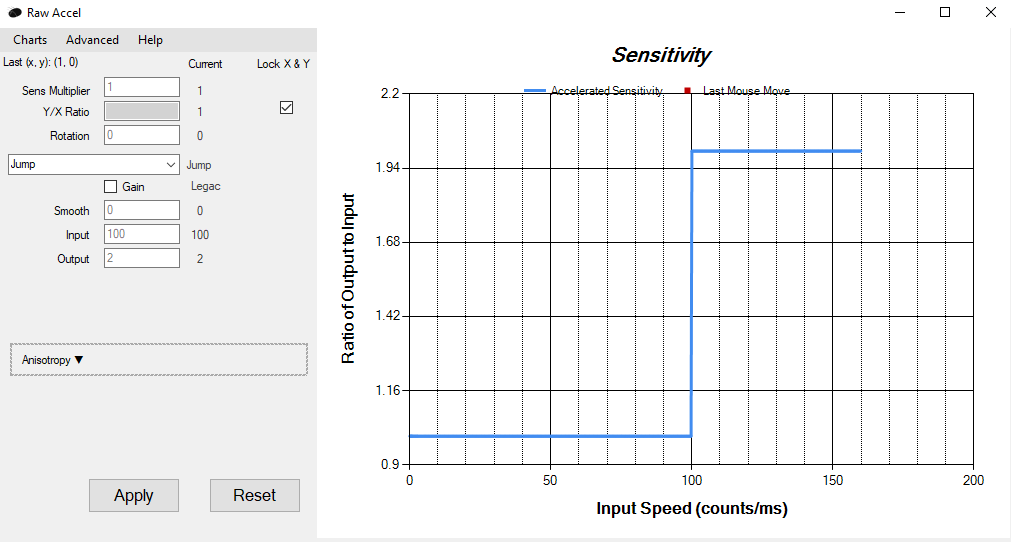 Raw Accel
Charts Advanced Help
Last (x, y): (1, 0)
Current
Lock X & Y
Sens Multiplier 1 1
Y/X Ratio 1
Rotation 0 0
Jump Jump
Gain Legac
Smooth 0 0
Input 100 100
Output 2 2
Anisotropy ▼
Apply Reset
Sensitivity
Accelerated Sensitivity Last Mouse Move
2.2
1.94
1.68
1.42
1.16
0.9
Ratio of Output to Input
0 50 100 150 200
Input Speed (counts/ms)